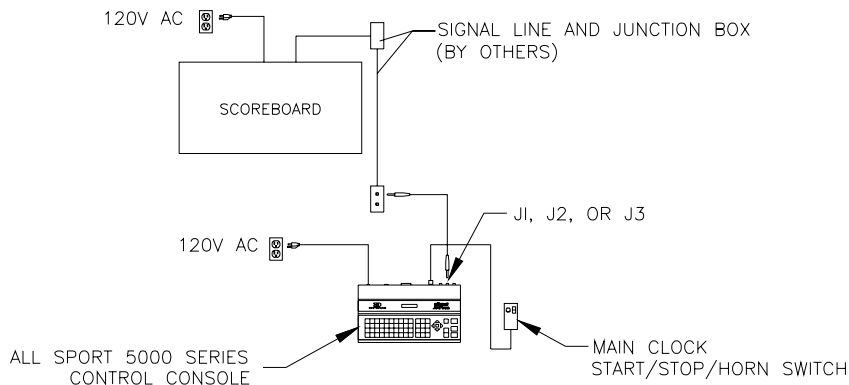 120V AC
SIGNAL LINE AND JUNCTION BOX
(BY OTHERS)
SCOREBOARD
J1, J2, OR J3
120V AC
ALL SPORT 5000 SERIES
CONTROL CONSOLE
MAIN CLOCK
START/STOP/HORN SWITCH